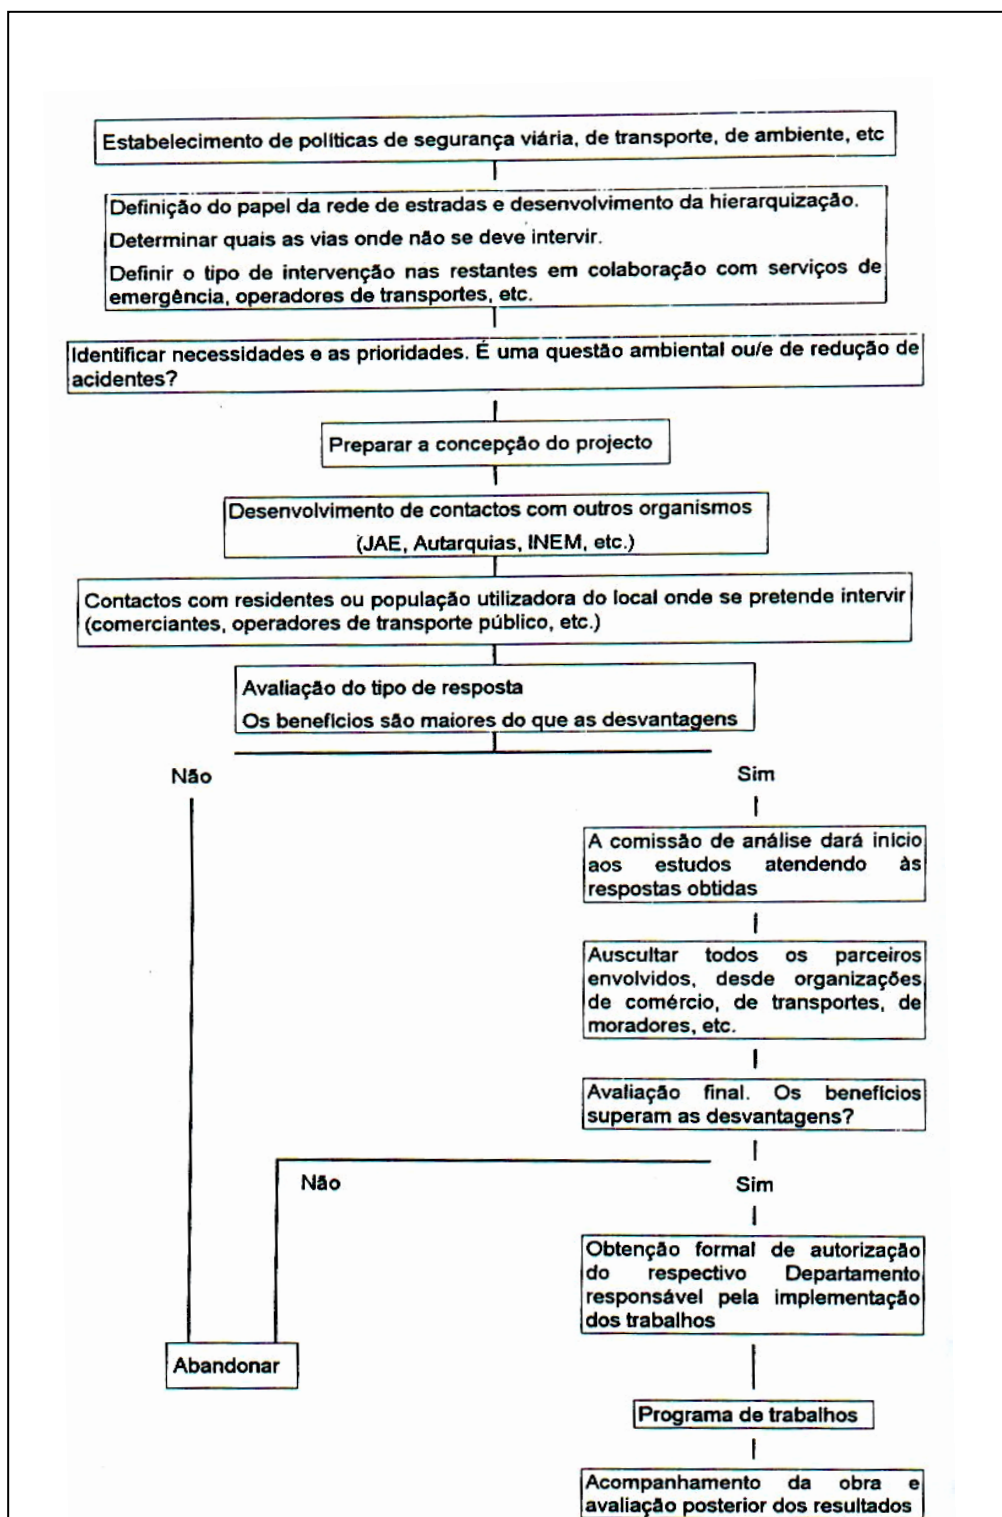 Estabelecimento de políticas de segurança viária, de transporte, de ambiente, etc
Definição do papel da rede de estradas e desenvolvimento da hierarquização.
Determinar quais as vias onde não se deve intervir.
Definir o tipo de intervenção nas restantes em colaboração com serviços de
emergência, operadores de transportes, etc.
Identificar necessidades e as prioridades. É uma questão ambiental ou/e de redução de
acidentes?
Preparar a concepção do projecto
Desenvolvimento de contactos com outros organismos
(JAE, Autarquias, INEM, etc.)
Contactos com residentes ou população utilizadora do local onde se pretende intervir
(comerciantes, operadores de transporte público, etc.)
Avaliação do tipo de resposta
Os benefícios são maiores do que as desvantagens
Não
Sim
A comissão de análise dará início
aos estudos atendendo às
respostas obtidas
Auscultar todos os parceiros
envolvidos, desde organizações
de comércio, de transportes, de
moradores, etc.
Avaliação final. Os benefícios
superam as desvantagens?
Não
Sim
Obtenção formal de autorização
do respectivo Departamento
responsável pela implementação
dos trabalhos
Abandonar
Programa de trabalhos
Acompanhamento da obra e
avaliação posterior dos resultados